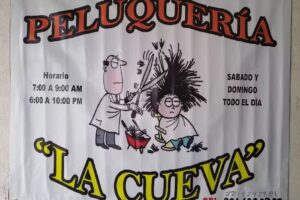 PELUQUERÍA
Horario
7:00 A 9:00 AM
6:00 A 10:00 PM
SABADO Y
DOMINGO
TODO EL DÍA
"LA CUEVA"